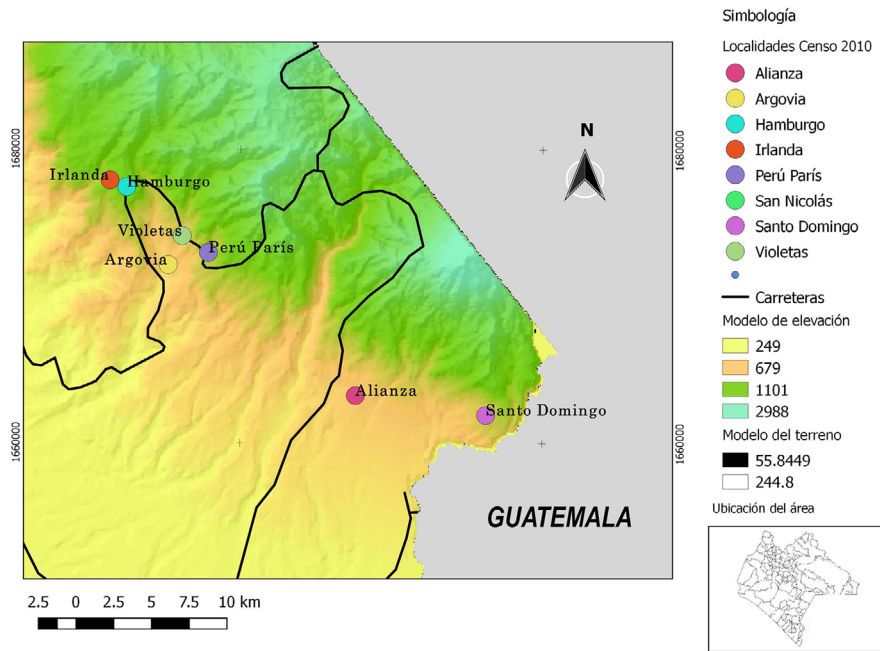 Simbología
Localidades Censo 2010
Alianza
Argovia
Hamburgo
Irlanda
Perú París
San Nicolás
Santo Domingo
Violetas
Carreteras
Modelo de elevación
249
679
1101
2988
Modelo del terreno
55.8449
244.8
Ubicación del área
N
1680000
1680000
Irlanda
Hamburgo
Violetas
Perú París
Argovia
Alianza
Santo Domingo
1660000
1660000
GUATEMALA
2.5 0 2.5 5 7.5 10 km